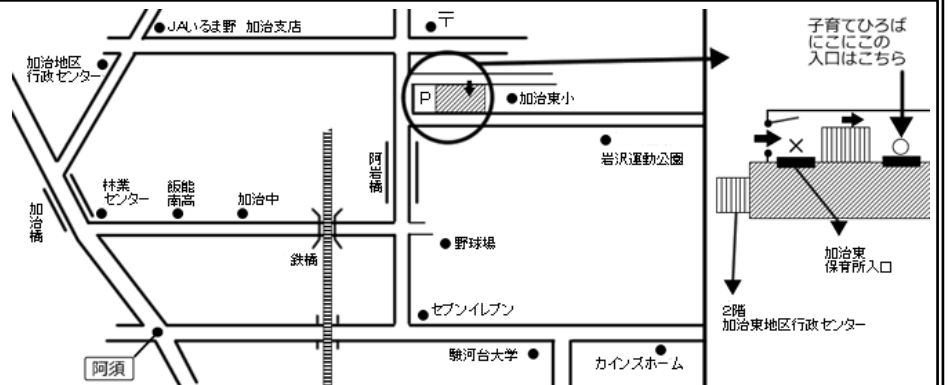 JAいるま野 加治支店
〒
加治地区
行政センター
P
加治東小
岩沢運動公園
阿岩橋
林業
センター
飯能
南高
加治中
加治橋
鉄橋
野球場
セブンイレブン
阿須
駿河台大学
カインズホーム
子育てひろば
にこにこの
入口はこちら
加治東
保育所入口
2階
加治東地区行政センター